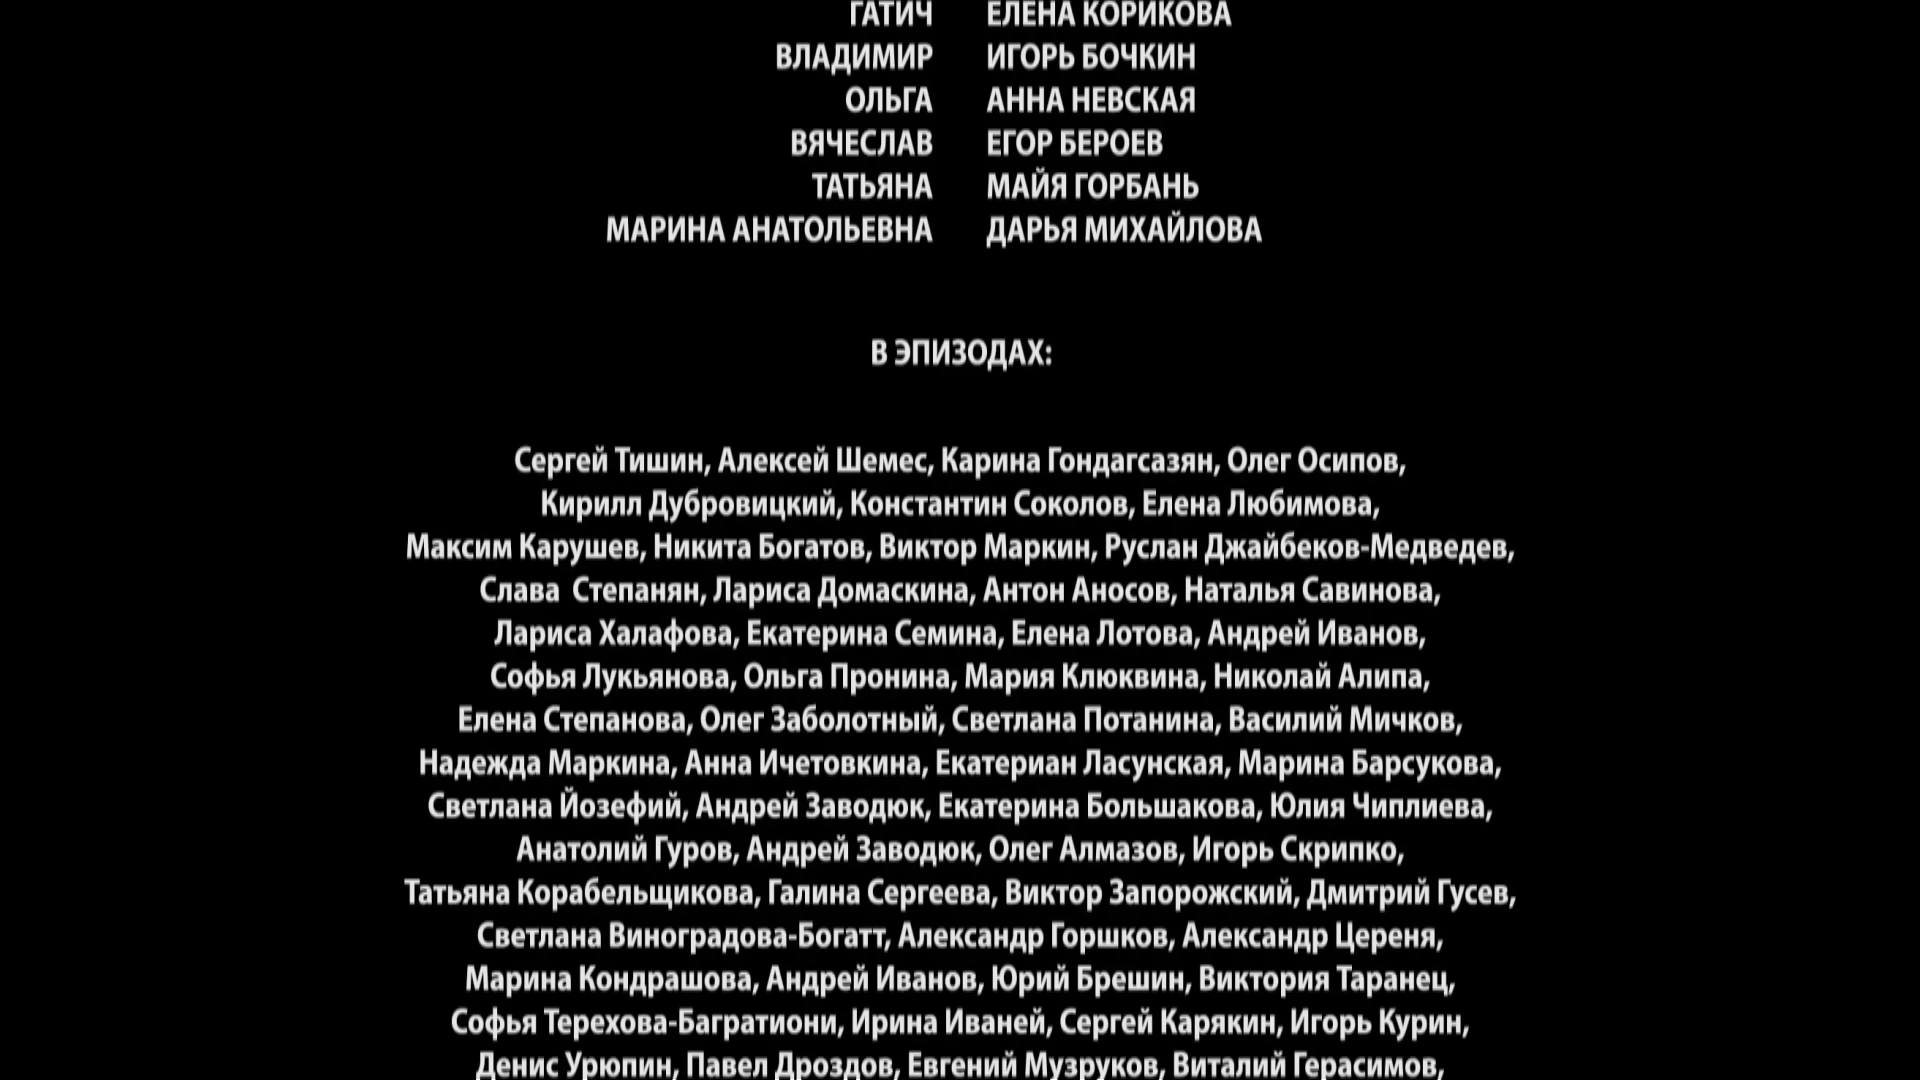 ГАТИЧ ЕЛЕНА КОРИКОВА
ВЛАДИМИР ИГОРЬ БОЧКИН
ОЛЬГА АННА НЕВСКАЯ
ВЯЧЕСЛАВ ЕГОР БЕРОЕВ
ТАТЬЯНА МАЙЯ ГОРБАНЬ
МАРИНА АНАТОЛЬЕВНА ДАРЬЯ МИХАЙЛОВА
В ЭПИЗОДАХ:
Сергей Тишин, Алексей Шемес, Карина Гондагсазян, Олег Осипов,
Кирилл Дубровицкий, Константин Соколов, Елена Любимова,
Максим Карушев, Никита Богатов, Виктор Маркин, Руслан Джайбеков-Медведев,
Слава Степанян, Лариса Домаскина, Антон Аносов, Наталья Савинова,
Лариса Халафова, Екатерина Семина, Елена Лотова, Андрей Иванов,
Софья Лукьянова, Ольга Пронина, Мария Клюквина, Николай Алипа,
Елена Степанова, Олег Заболотный, Светлана Потанина, Василий Мичков,
Надежда Маркина, Анна Ичетовкина, Екатериан Ласунская, Марина Барсукова,
Светлана Йозефий, Андрей Заводюк, Екатерина Большакова, Юлия Чиплиева,
Анатолий Гуров, Андрей Заводюк, Олег Алмазов, Игорь Скрипко,
Татьяна Корабельщикова, Галина Сергеева, Виктор Запорожский, Дмитрий Гусев,
Светлана Виноградова-Богатт, Александр Горшков, Александр Цереня,
Марина Кондрашова, Андрей Иванов, Юрий Брешин, Виктория Таранец,
Софья Терехова-Багратиони, Ирина Иваней, Сергей Карякин, Игорь Курин,
Денис Урюпин, Павел Дроздов, Евгений Музруков, Виталий Герасимов,